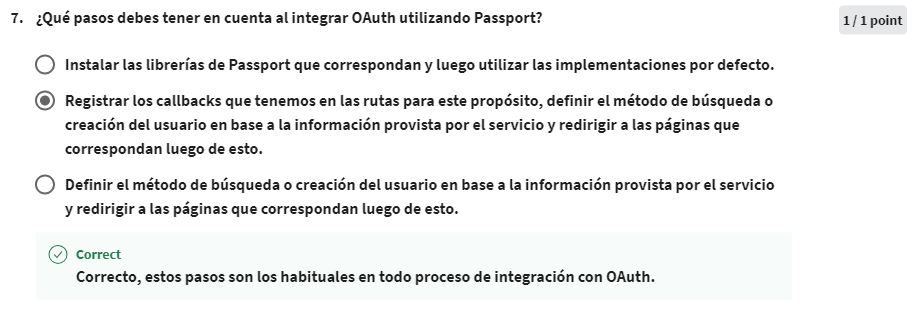 7. ¿Qué pasos debes tener en cuenta al integrar OAuth utilizando Passport?
1 / 1 point
Instalar las librerías de Passport que correspondan y luego utilizar las implementaciones por defecto.
Registrar los callbacks que tenemos en las rutas para este propósito, definir el método de búsqueda o
creación del usuario en base a la información provista por el servicio y redirigir a las páginas que
correspondan luego de esto.
Definir el método de búsqueda o creación del usuario en base a la información provista por el servicio
y redirigir a las páginas que correspondan luego de esto.
Correct
Correcto, estos pasos son los habituales en todo proceso de integración con OAuth.